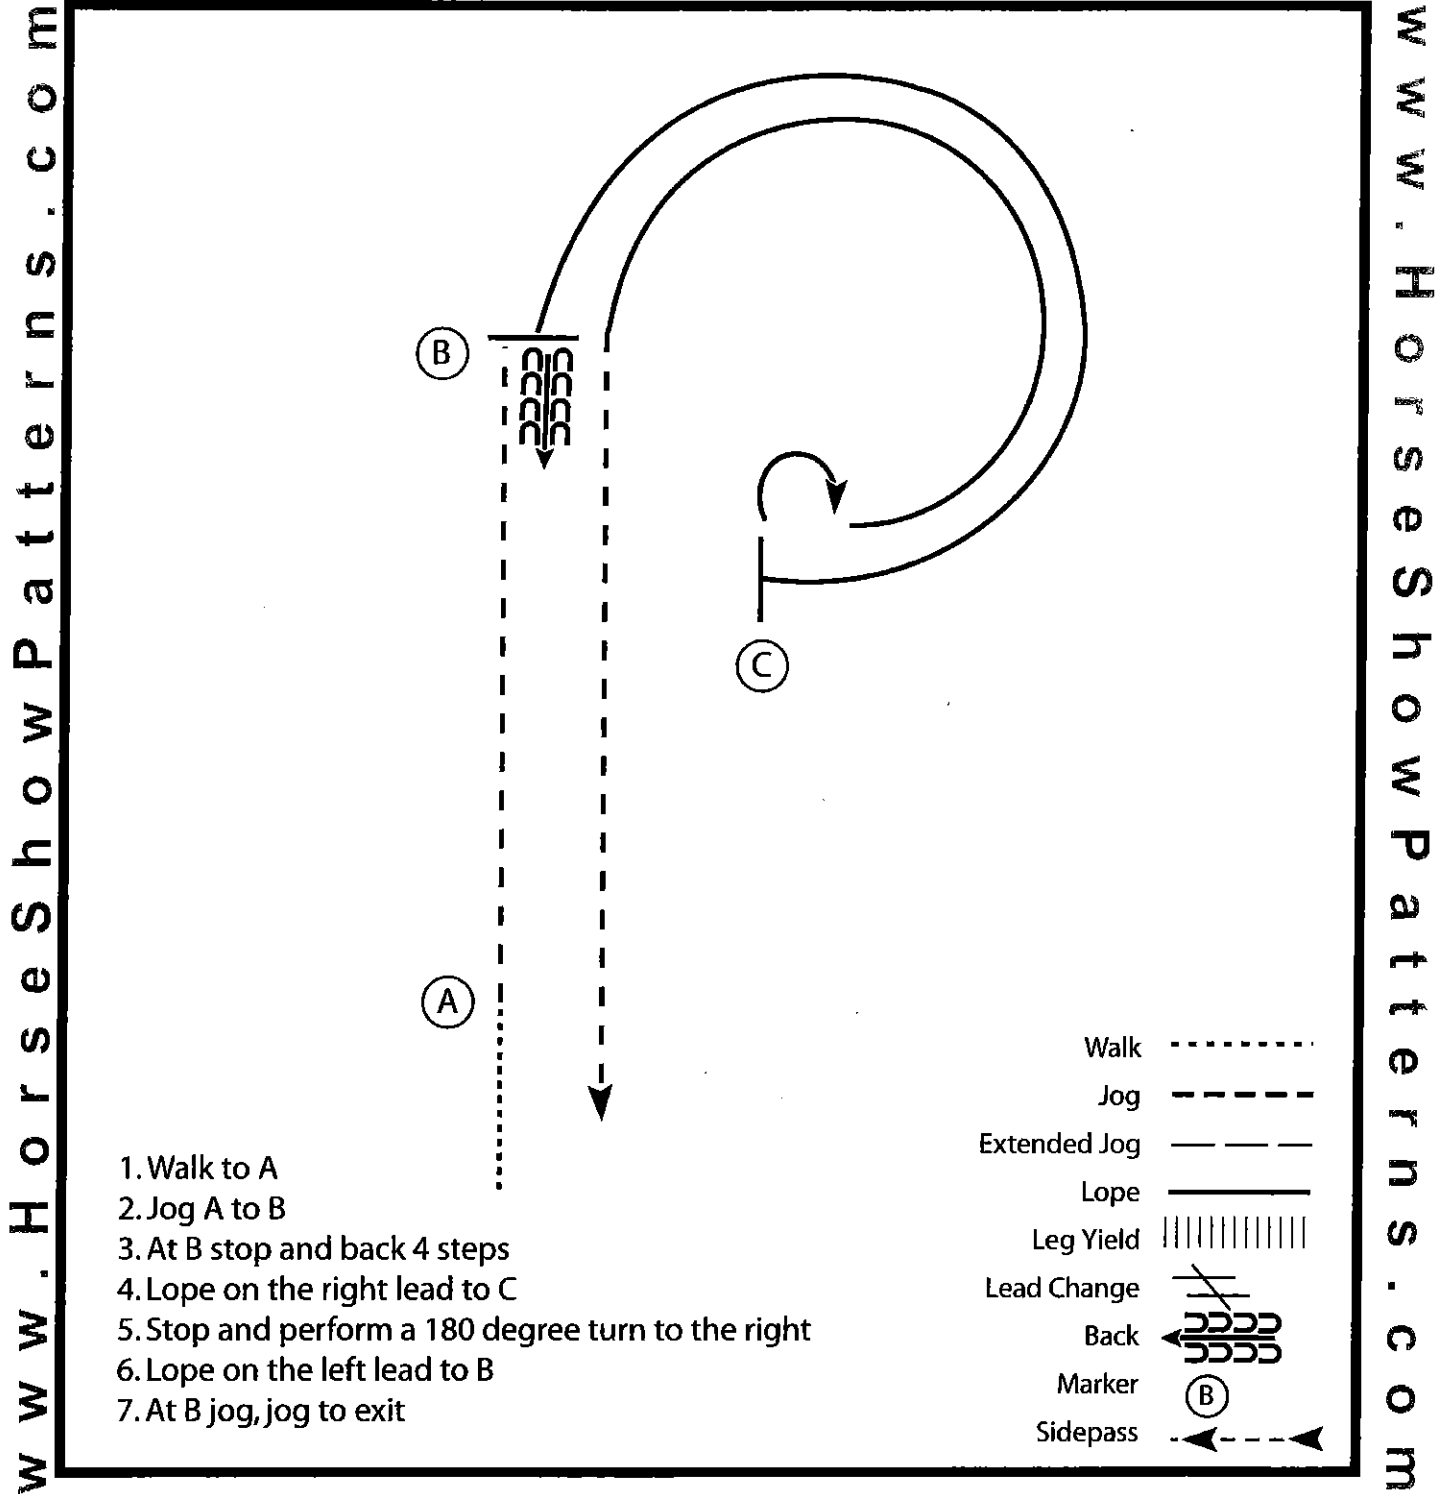 www.HorseShowPatterns.com
B
C
A
1. Walk to A
2. Jog A to B
3. At B stop and back 4 steps
4. Lope on the right lead to C
5. Stop and perform a 180 degree turn to the right
6. Lope on the left lead to B
7. At B jog, jog to exit
Walk
Jog
Extended Jog
Lope
Leg Yield
Lead Change
Back
Marker B
Sidepass
www.HorseShowPatterns.com